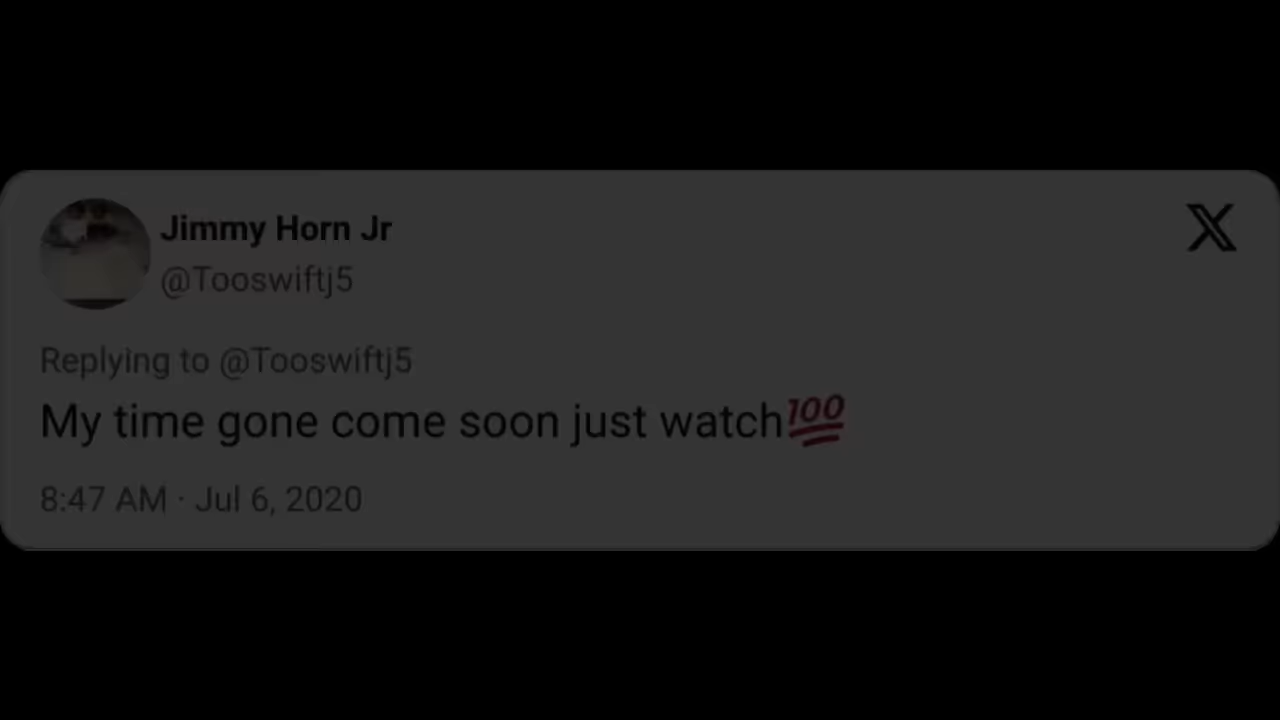 Jimmy Horn Jr
@Tooswiftj5
Replying to @Tooswiftj5
My time gone come soon just watch💯
8:47 AM · Jul 6, 2020